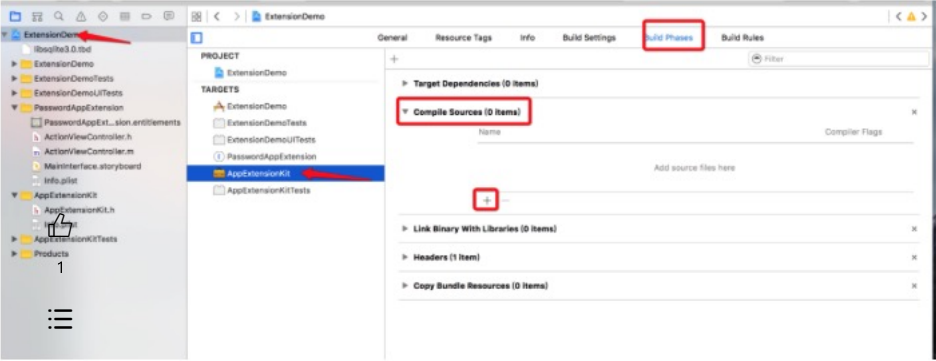 ExtensionDemo
ExtensionDemo
libsqlite3.0.tbd
ExtensionDemo
ExtensionDemoTests
ExtensionDemoUITests
PasswordAppExtension
PasswordAppExt...sion.entitlements
ActionViewController.h
ActionViewController.m
MainInterface.storyboard
Info.plist
AppExtensionKit
AppExtensionKit.h
AppExtensionKitTests
Products
1
General Resource Tags Info Build Settings Build Phases Build Rules
PROJECT
ExtensionDemo
TARGETS
ExtensionDemo
ExtensionDemoTests
ExtensionDemoUITests
PasswordAppExtension
AppExtensionKit
AppExtensionKitTests
+ Filter
Target Dependencies (0 items)
Compile Sources (0 items) ×
Name Compiler Flags
Add source files here
+ −
Link Binary With Libraries (0 items) ×
Headers (1 item) ×
Copy Bundle Resources (0 items) ×